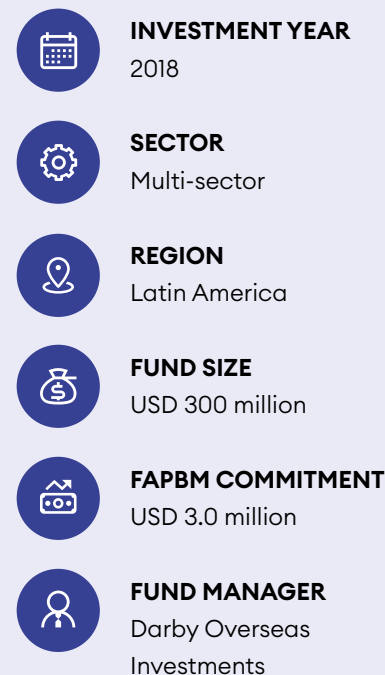 INVESTMENT YEAR
2018
SECTOR
Multi-sector
REGION
Latin America
FUND SIZE
USD 300 million
FAPBM COMMITMENT
USD 3.0 million
FUND MANAGER
Darby Overseas
Investments